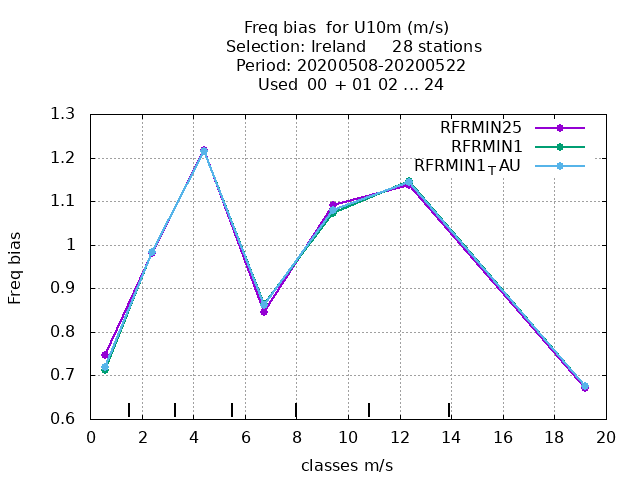 Freq bias  for U10m (m/s)
Selection: Ireland     28 stations
Period: 20200508-20200522
Used  00  + 01 02 ... 24
RFRMIN25
RFRMIN1
RFRMIN1TAU
1.3
1.2
1.1
1
0.9
0.8
0.7
0.6
Freq bias
0 2 4 6 8 10 12 14 16 18 20
classes m/s